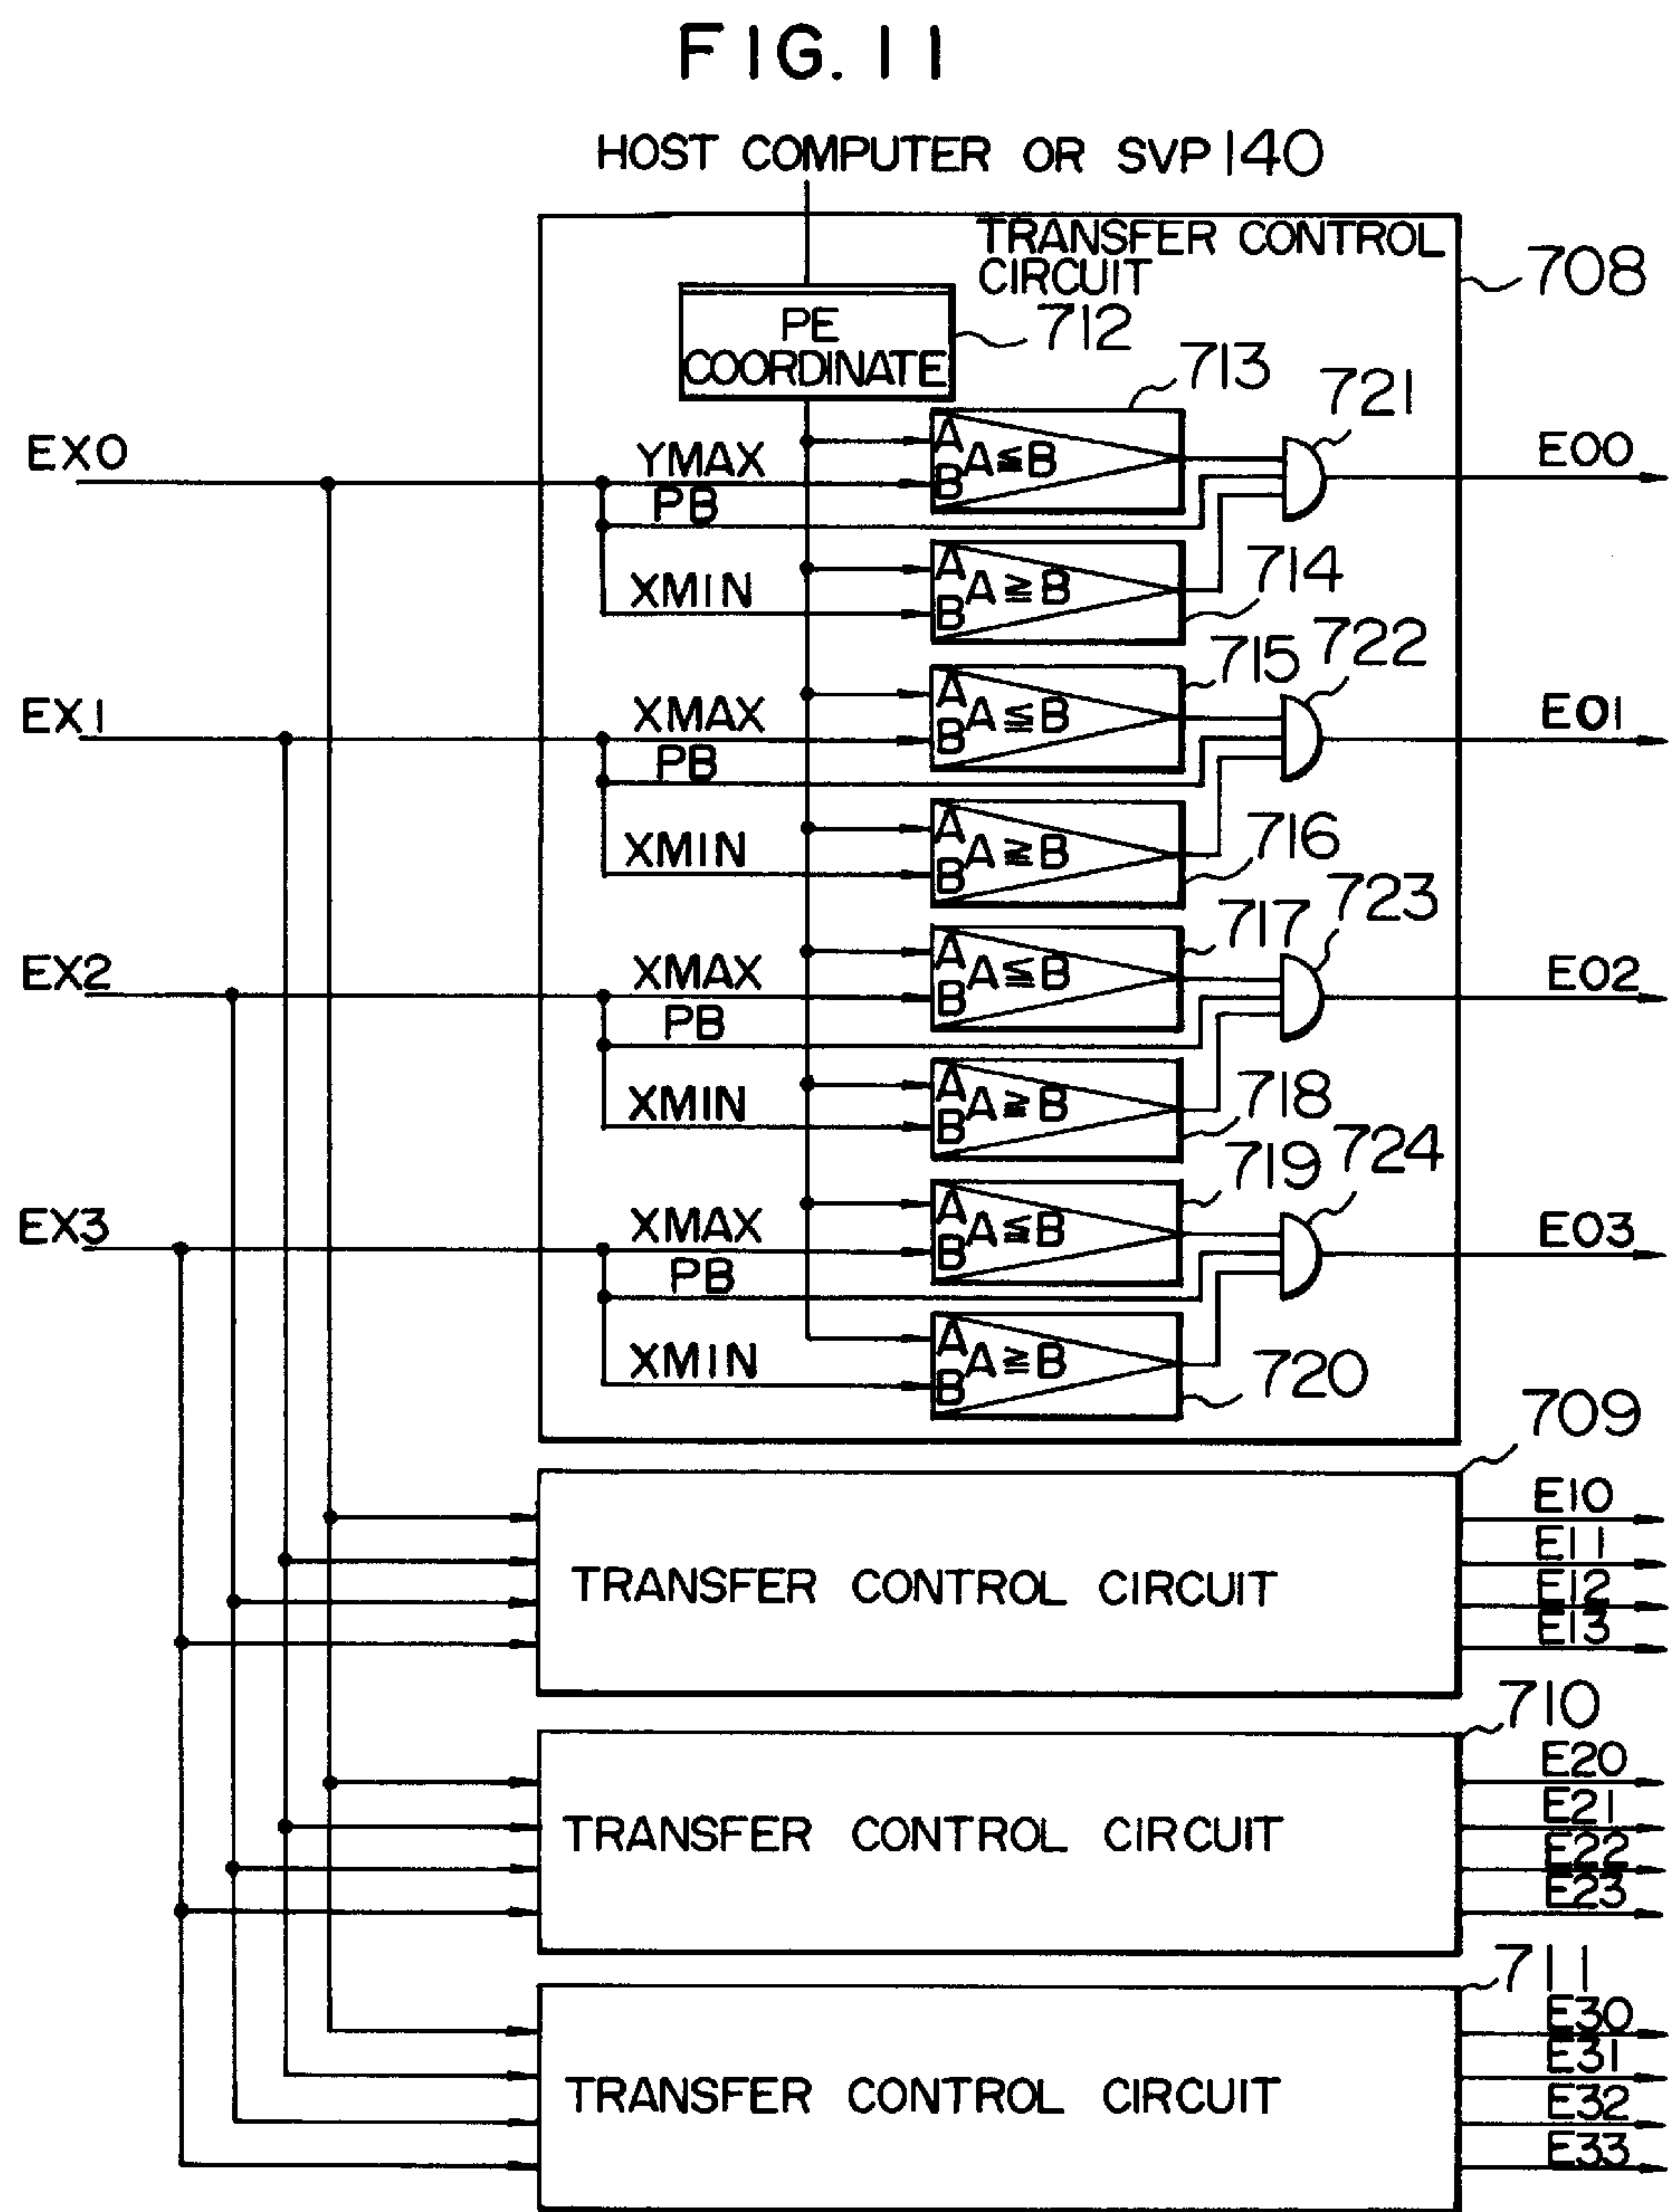 FIG. 11
HOST COMPUTER OR SVP 140
TRANSFER CONTROL
CIRCUIT
708
PE
COORDINATE
712
713
721
EX0
YMAX
PB
A
B
A≦B
E00
XMIN
A
B
A≧B
714
715
722
EX1
XMAX
PB
A
B
A≦B
E01
XMIN
A
B
A≧B
716
717
723
EX2
XMAX
PB
A
B
A≦B
E02
XMIN
A
B
A≧B
718
719
724
EX3
XMAX
PB
A
B
A≦B
E03
XMIN
A
B
A≧B
720
709
TRANSFER CONTROL CIRCUIT
E10
E11
E12
E13
710
TRANSFER CONTROL CIRCUIT
E20
E21
E22
E23
711
TRANSFER CONTROL CIRCUIT
E30
E31
E32
E33